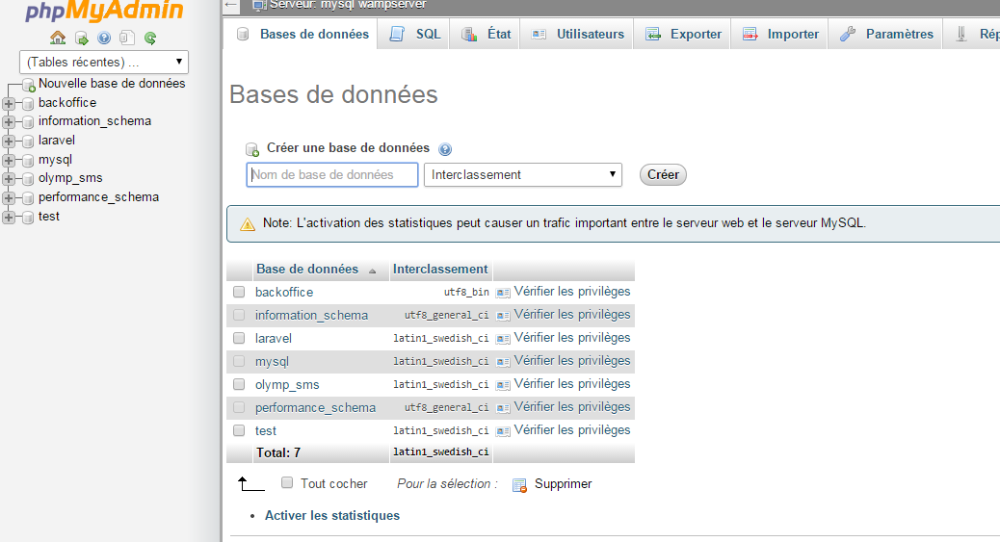 phpMyAdmin
(Tables récentes) ...
Nouvelle base de données
backoffice
information_schema
laravel
mysql
olymp_sms
performance_schema
test
Serveur: mysql wampserver
Bases de données
SQL
État
Utilisateurs
Exporter
Importer
Paramètres
Rép
Bases de données
Créer une base de données
Nom de base de données
Interclassement
Créer
Note: L'activation des statistiques peut causer un trafic important entre le serveur web et le serveur MySQL.
Base de données Interclassement
backoffice utf8_bin Vérifier les privilèges
information_schema utf8_general_ci Vérifier les privilèges
laravel latin1_swedish_ci Vérifier les privilèges
mysql latin1_swedish_ci Vérifier les privilèges
olymp_sms latin1_swedish_ci Vérifier les privilèges
performance_schema utf8_general_ci Vérifier les privilèges
test latin1_swedish_ci Vérifier les privilèges
Total: 7 latin1_swedish_ci
Tout cocher Pour la sélection : Supprimer
Activer les statistiques